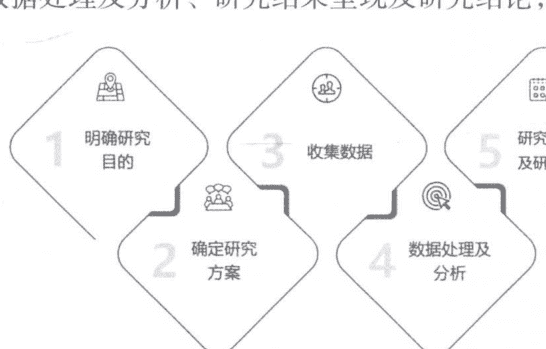 数据处理及分析、研究结果呈现及研究结论，
1
明确研究
目的
2
确定研究
方案
3
收集数据
4
数据处理及
分析
5
研究
及研